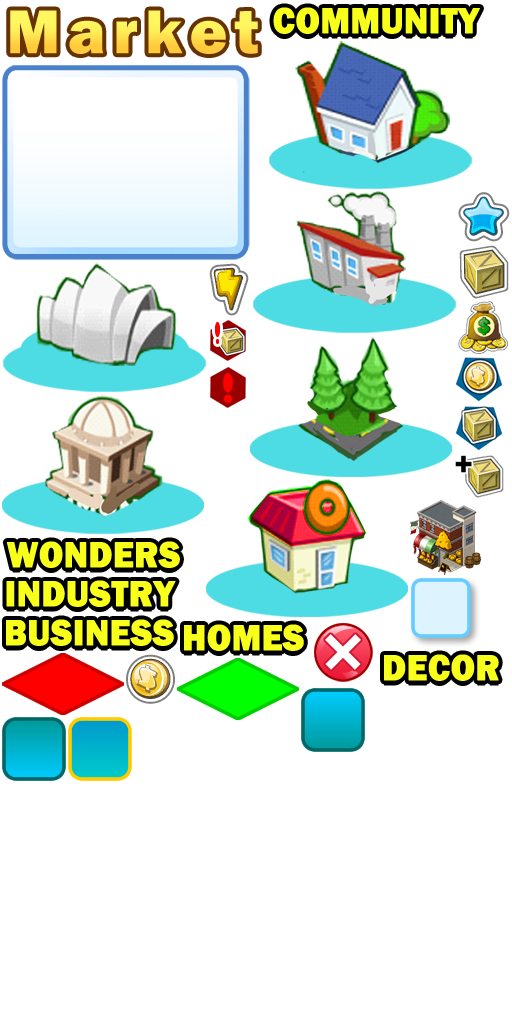 Market
COMMUNITY
WONDERS
INDUSTRY
BUSINESS
HOMES
DECOR